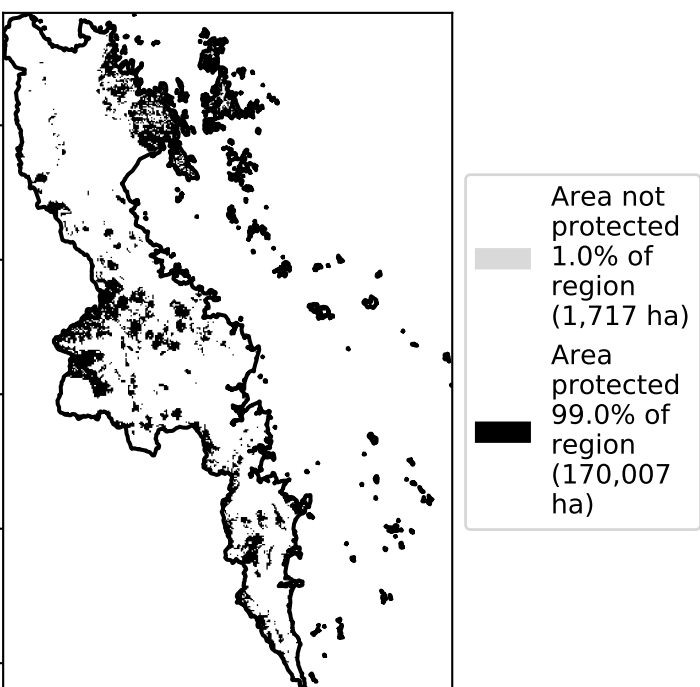 Area not
protected
1.0% of
region
(1,717 ha)
Area
protected
99.0% of
region
(170,007
ha)